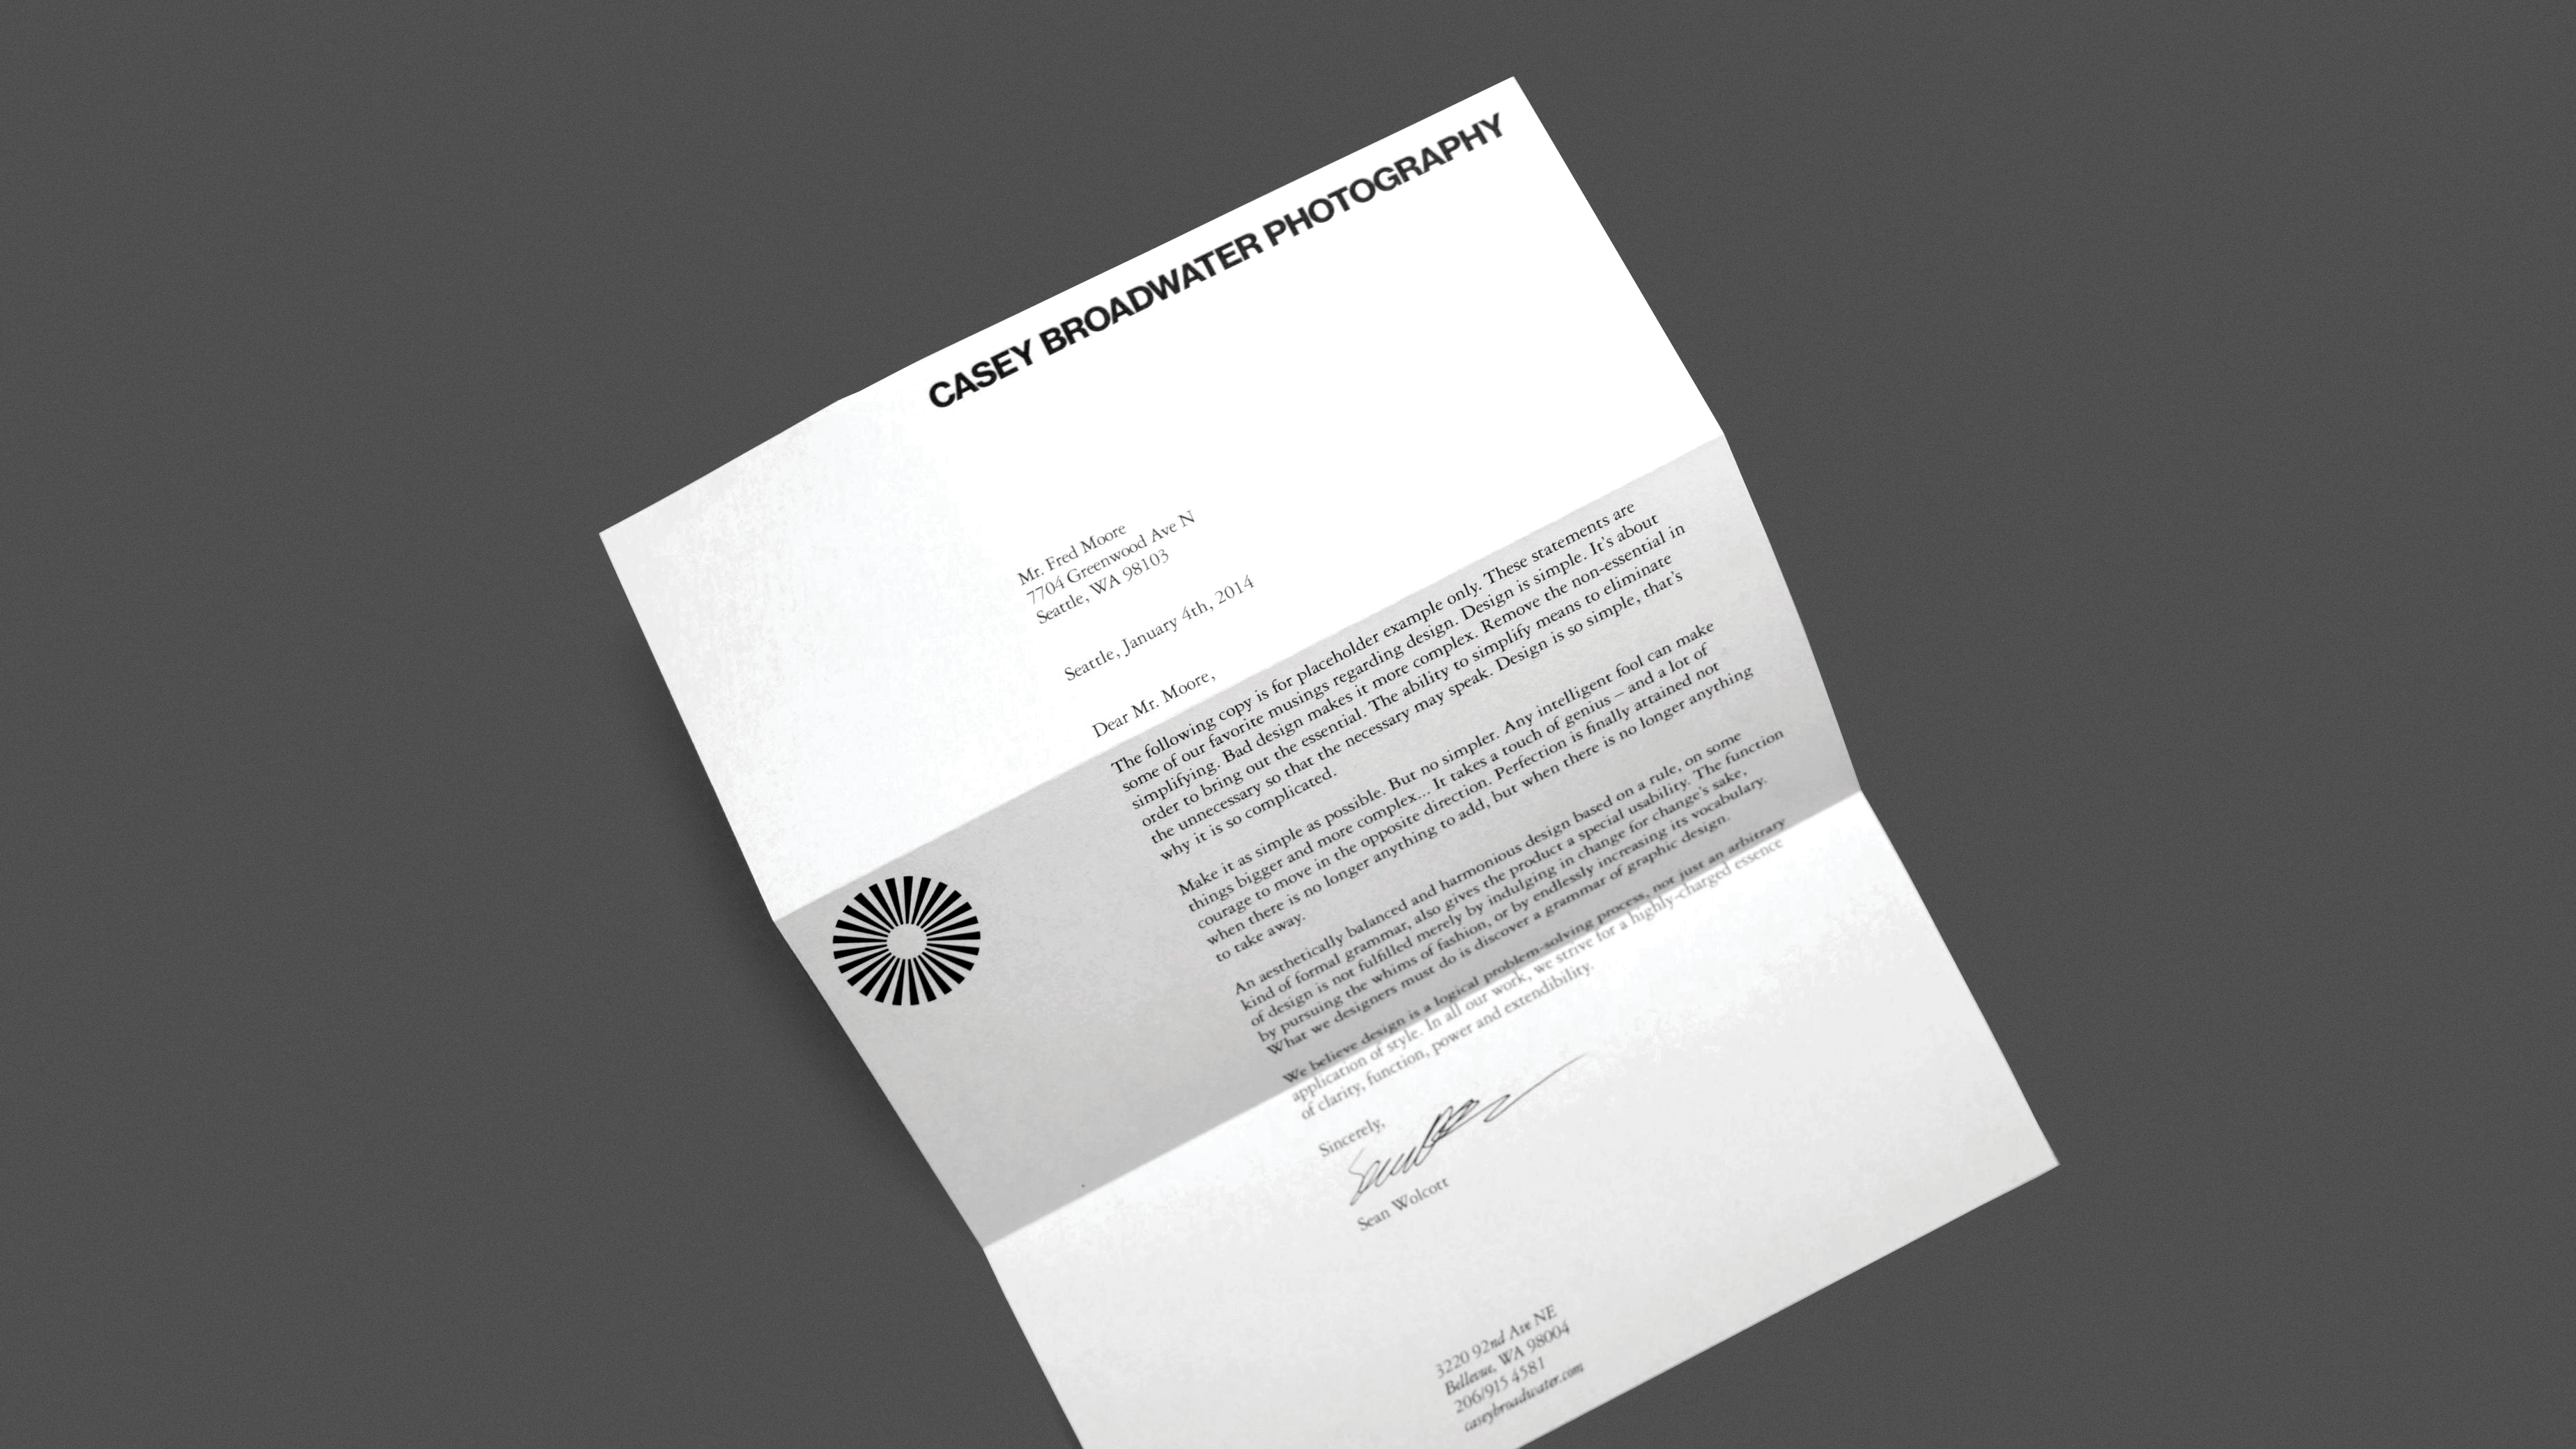 CASEY BROADWATER PHOTOGRAPHY
Mr. Fred Moore
7704 Greenwood Ave N
Seattle, WA 98103
Seattle, January 4th, 2014
Dear Mr. Moore,
The following copy is for placeholder example only. These statements are
some of our favorite musings regarding design. Design is simple. It's about
simplifying. Bad design makes it more complex. Remove the non-essential in
order to bring out the essential. The ability to simplify means to eliminate
the unnecessary so that the necessary may speak. Design is so simple, that's
why it is so complicated.
Make it as simple as possible. But no simpler. Any intelligent fool can make
things bigger and more complex... It takes a touch of genius – and a lot of
courage to move in the opposite direction. Perfection is finally attained not
when there is no longer anything to add, but when there is no longer anything
to take away.
An aesthetically balanced and harmonious design based on a rule, on some
kind of formal grammar, also gives the product a special usability. The function
of design is not fulfilled merely by indulging in change for change's sake,
by pursuing the whims of fashion, or by endlessly increasing its vocabulary.
What we designers must do is discover a grammar of graphic design.
We believe design is a logical problem-solving process, not just an arbitrary
application of style. In all our work, we strive for a highly-charged essence
of clarity, function, power and extendibility.
Sincerely,
Sean Wolcott
3220 92nd Ave NE
Bellevue, WA 98004
206/915 4581
caseybroadwater.com